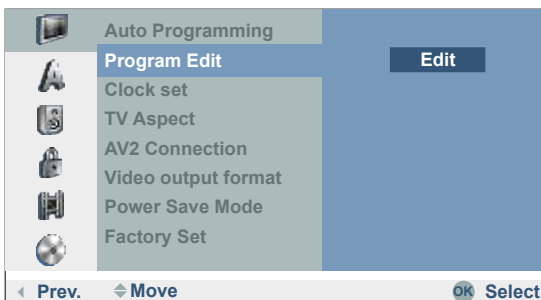 Auto Programming
Program Edit Edit
Clock set
TV Aspect
AV2 Connection
Video output format
Power Save Mode
Factory Set
Prev. Move OK Select